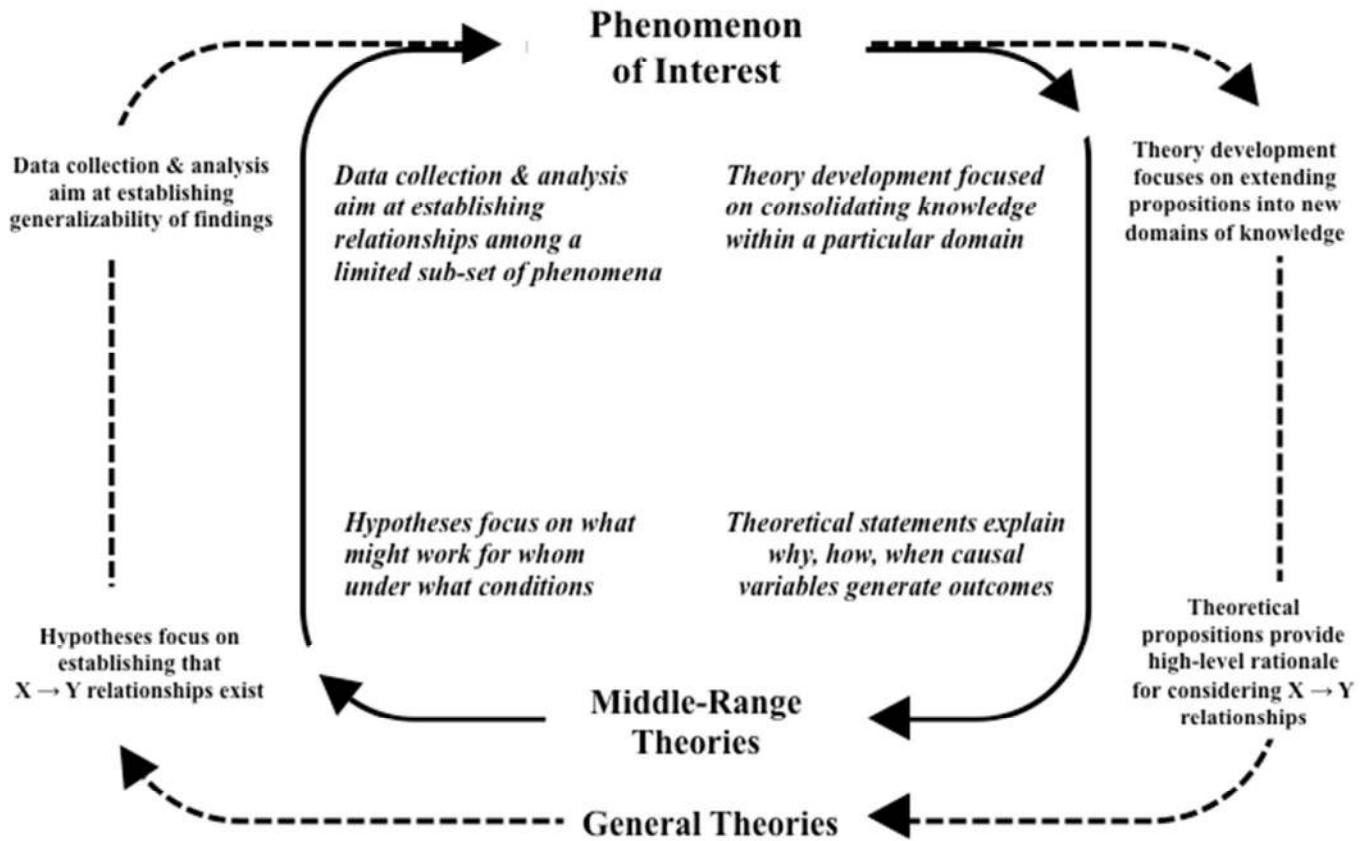 Phenomenon
of Interest
Data collection & analysis
aim at establishing
generalizability of findings
Data collection & analysis
aim at establishing
relationships among a
limited sub-set of phenomena
Theory development focused
on consolidating knowledge
within a particular domain
Theory development
focuses on extending
propositions into new
domains of knowledge
Hypotheses focus on what
might work for whom
under what conditions
Theoretical statements explain
why, how, when causal
variables generate outcomes
Hypotheses focus on
establishing that
X → Y relationships exist
Theoretical
propositions provide
high-level rationale
for considering X → Y
relationships
Middle-Range
Theories
General Theories